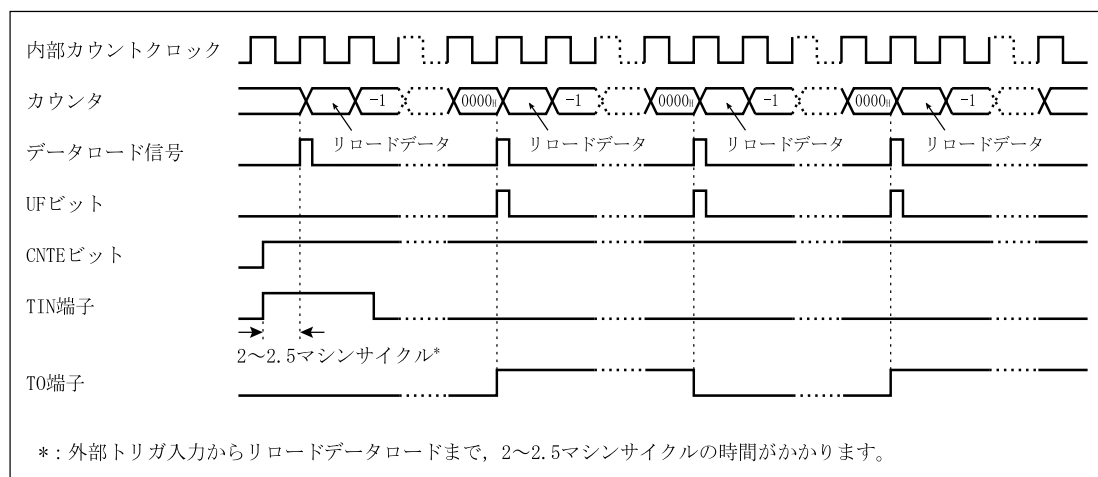 内部カウントクロック
カウンタ
-1
0000H
-1
0000H
-1
0000H
-1
データロード信号
リロードデータ
リロードデータ
リロードデータ
リロードデータ
UFビット
CNTEビット
TIN端子
2～2.5マシンサイクル*
TO端子
*：外部トリガ入力からリロードデータロードまで，2～2.5マシンサイクルの時間がかかります。